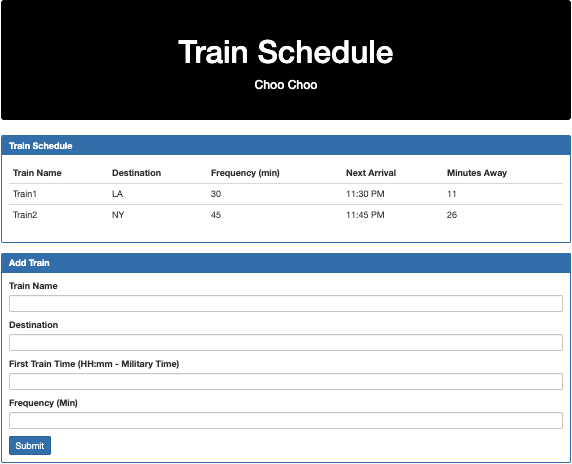 Train Schedule
Choo Choo
Train Schedule
Train Name Destination Frequency (min) Next Arrival Minutes Away
Train1 LA 30 11:30 PM 11
Train2 NY 45 11:45 PM 26
Add Train
Train Name
Destination
First Train Time (HH:mm - Military Time)
Frequency (Min)
Submit